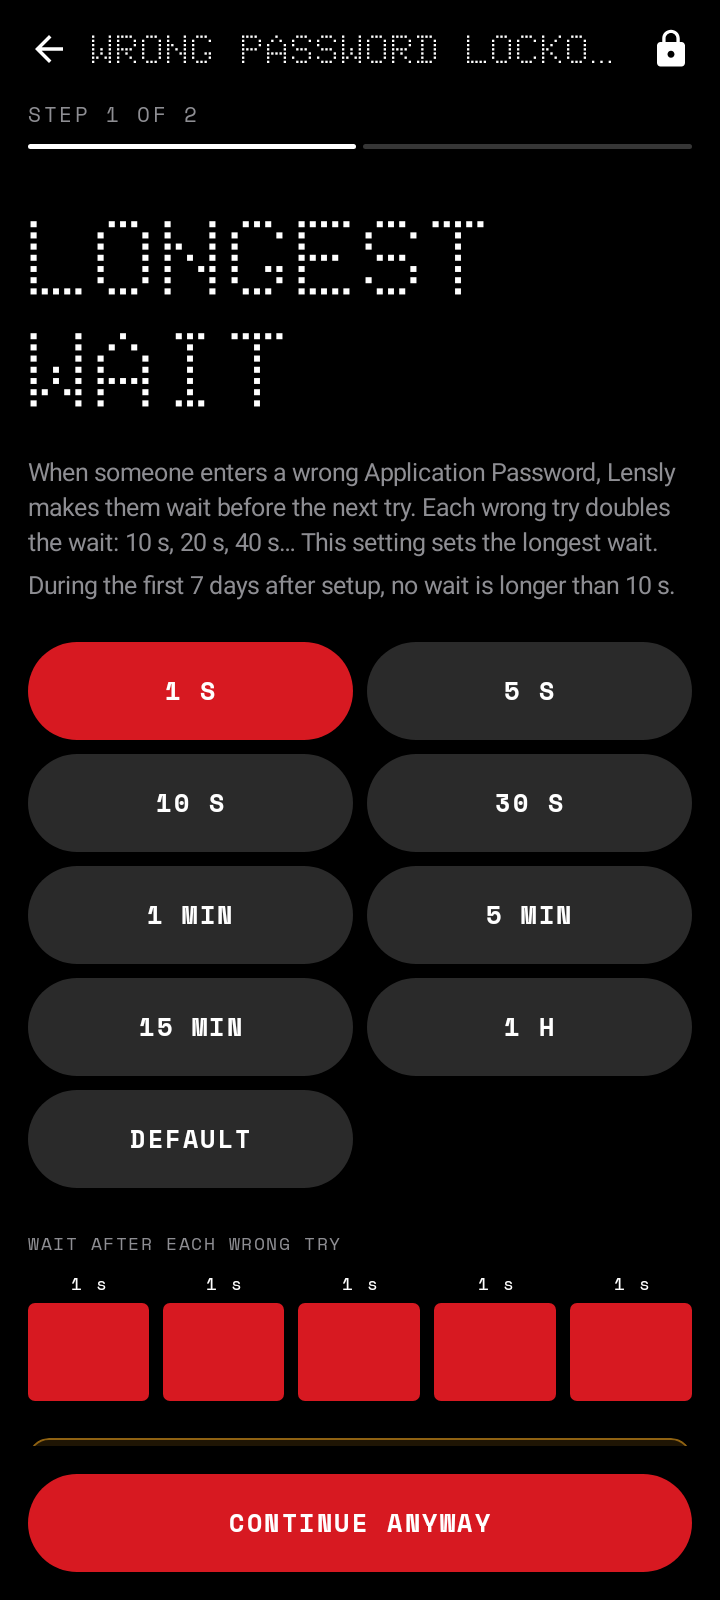 WRONG PASSWORD LOCKO...
STEP 1 OF 2
LONGEST
WAIT
When someone enters a wrong Application Password, Lensly
makes them wait before the next try. Each wrong try doubles
the wait: 10 s, 20 s, 40 s... This setting sets the longest wait.
During the first 7 days after setup, no wait is longer than 10 s.
1 S
5 S
10 S
30 S
1 MIN
5 MIN
15 MIN
1 H
DEFAULT
WAIT AFTER EACH WRONG TRY
1 s 1 s 1 s 1 s 1 s
CONTINUE ANYWAY